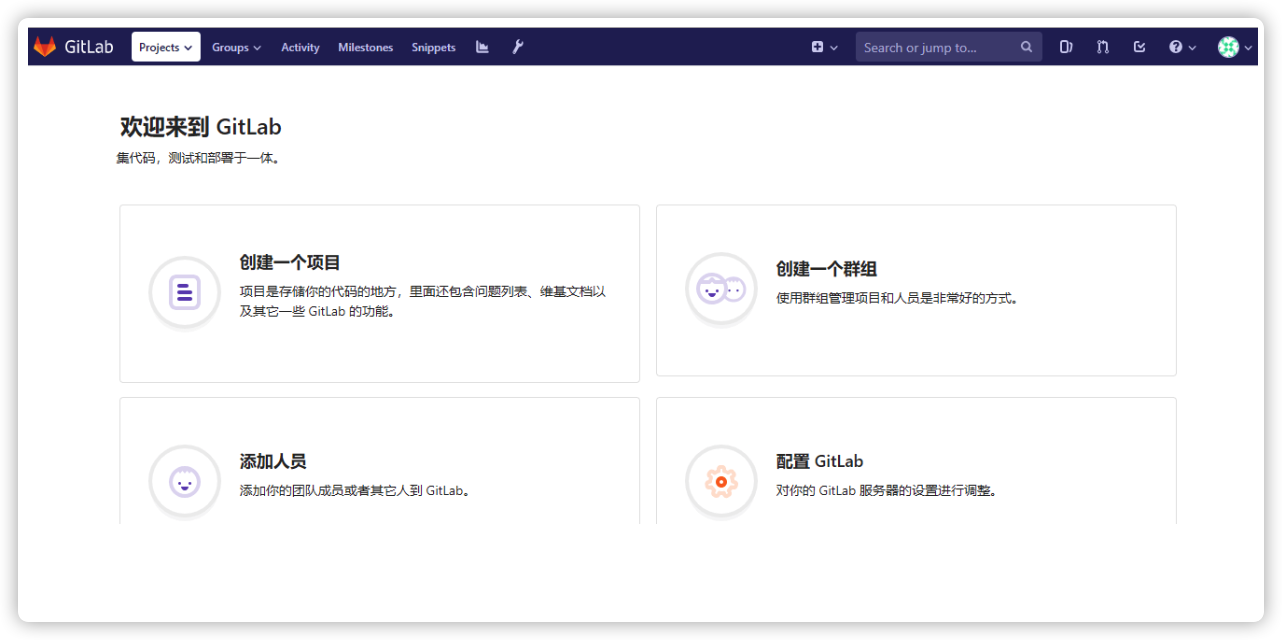 GitLab Projects Groups Activity Milestones Snippets Search or jump to...
欢迎来到 GitLab
集代码，测试和部署于一体。
创建一个项目
项目是存储你的代码的地方，里面还包含问题列表、维基文档以
及其它一些 GitLab 的功能。
创建一个群组
使用群组管理项目和人员是非常好的方式。
添加人员
添加你的团队成员或者其它人到 GitLab。
配置 GitLab
对你的 GitLab 服务器的设置进行调整。